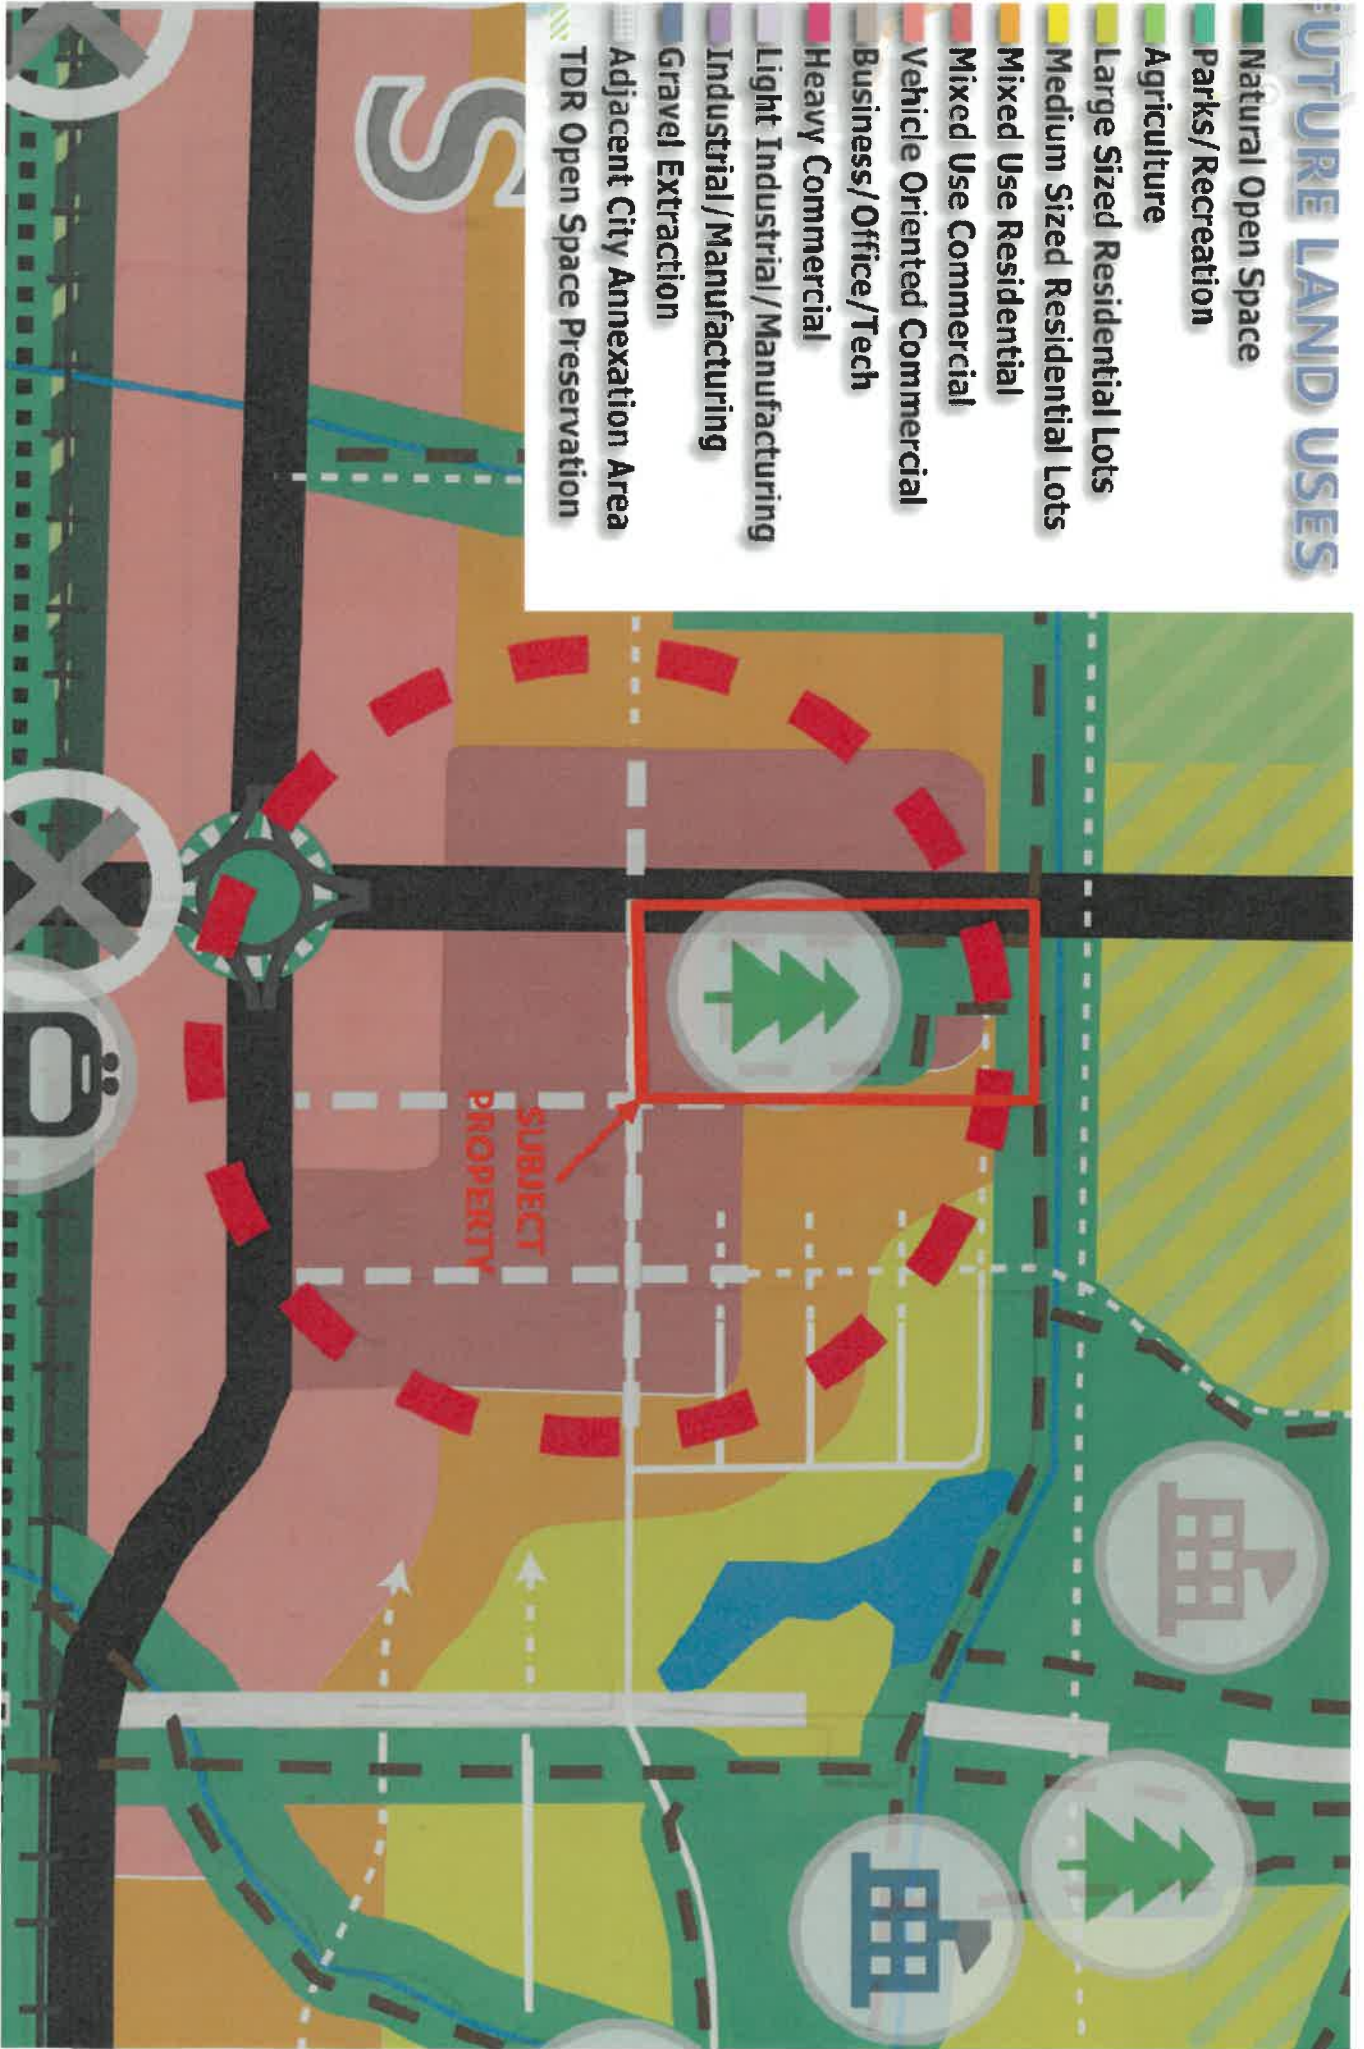 FUTURE LAND USES
Natural Open Space
Parks/Recreation
Agriculture
Large Sized Residential Lots
Medium Sized Residential Lots
Mixed Use Residential
Mixed Use Commercial
Vehicle Oriented Commercial
Business/Office/Tech
Heavy Commercial
Light Industrial/Manufacturing
Industrial/Manufacturing
Gravel Extraction
Adjacent City Annexation Area
TDR Open Space Preservation
S
SUBJECT
PROPERTY